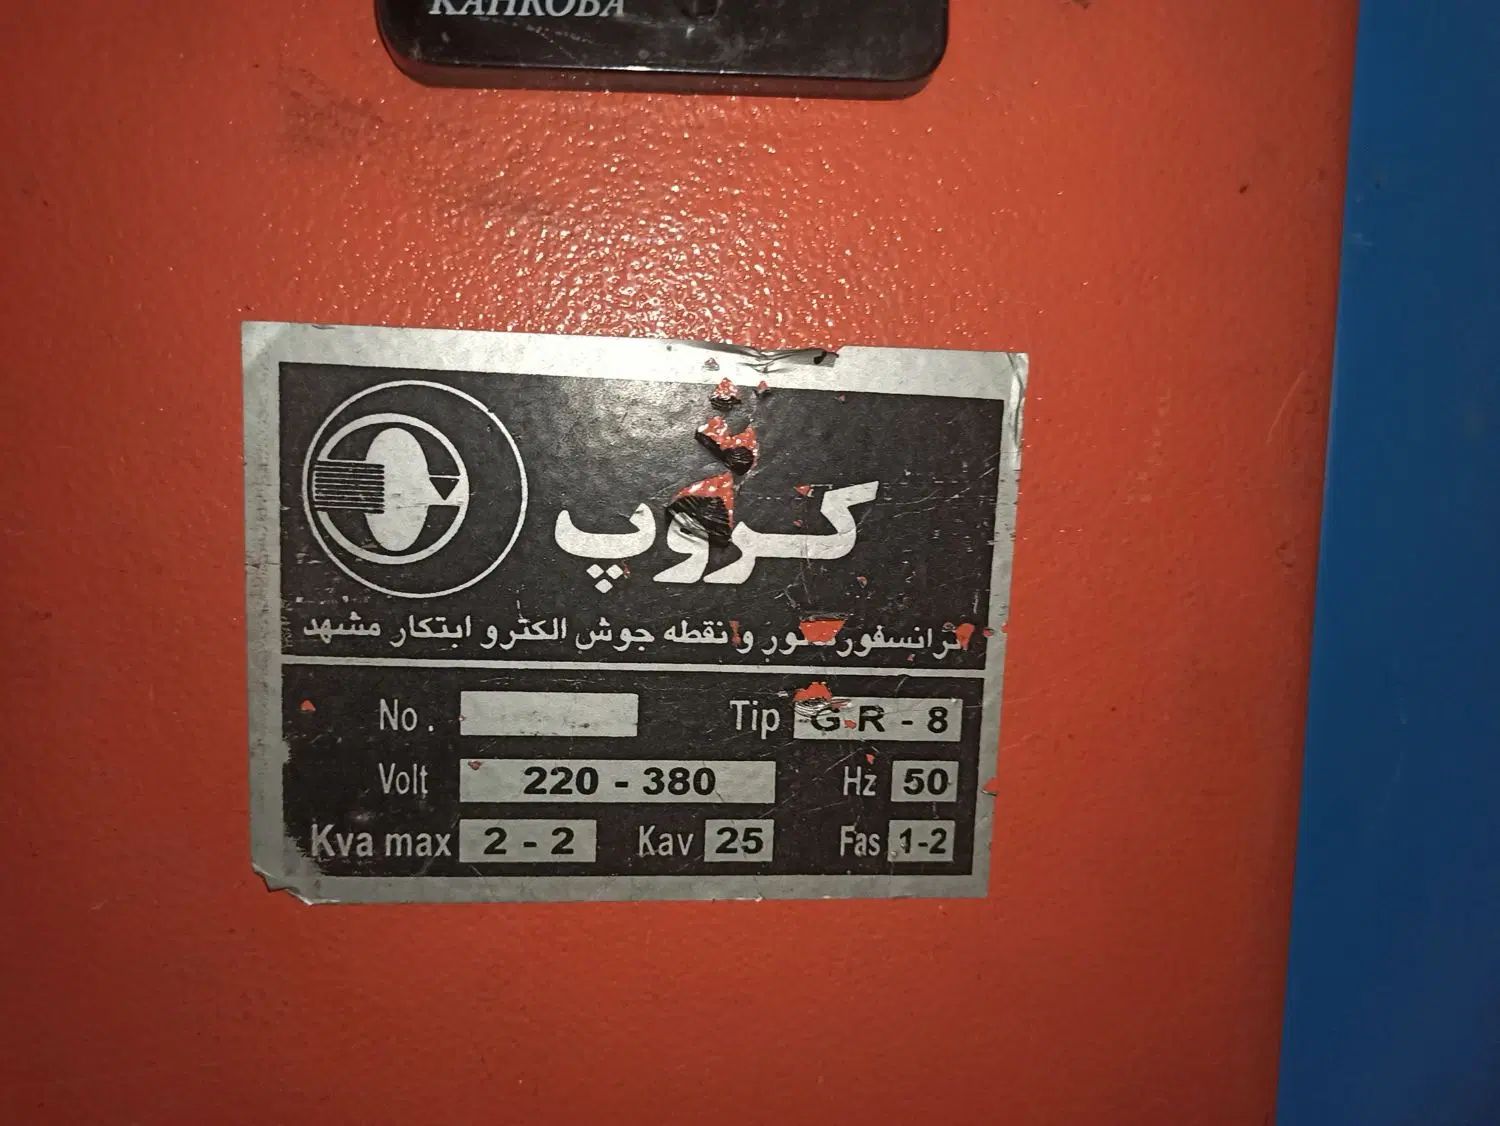 KAHROBA
کروپ
ترانسفورماتور و نقطه جوش الکترو ابتکار مشهد
No. Tip G.R - 8
Volt 220 - 380 Hz 50
Kva max 2 - 2 Kav 25 Fas 1-2